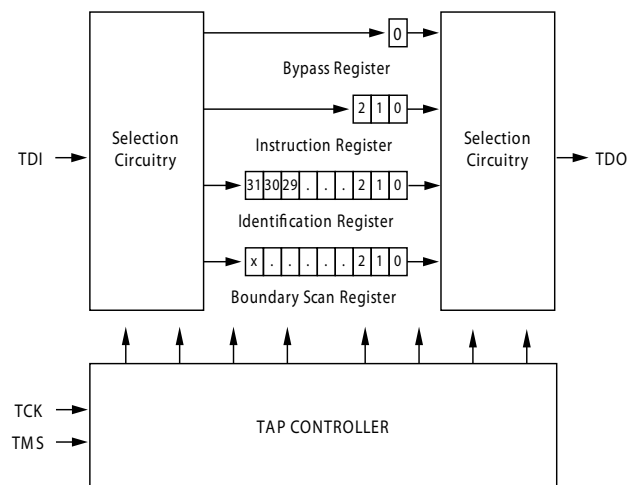 0
Bypass Register
2 1 0
Selection
Circuitry
Selection
Circuitry
TDI
TDO
Instruction Register
31 30 29 . . . 2 1 0
Identification Register
x . . . . . 2 1 0
Boundary Scan Register
TCK
TMS
TAP CONTROLLER